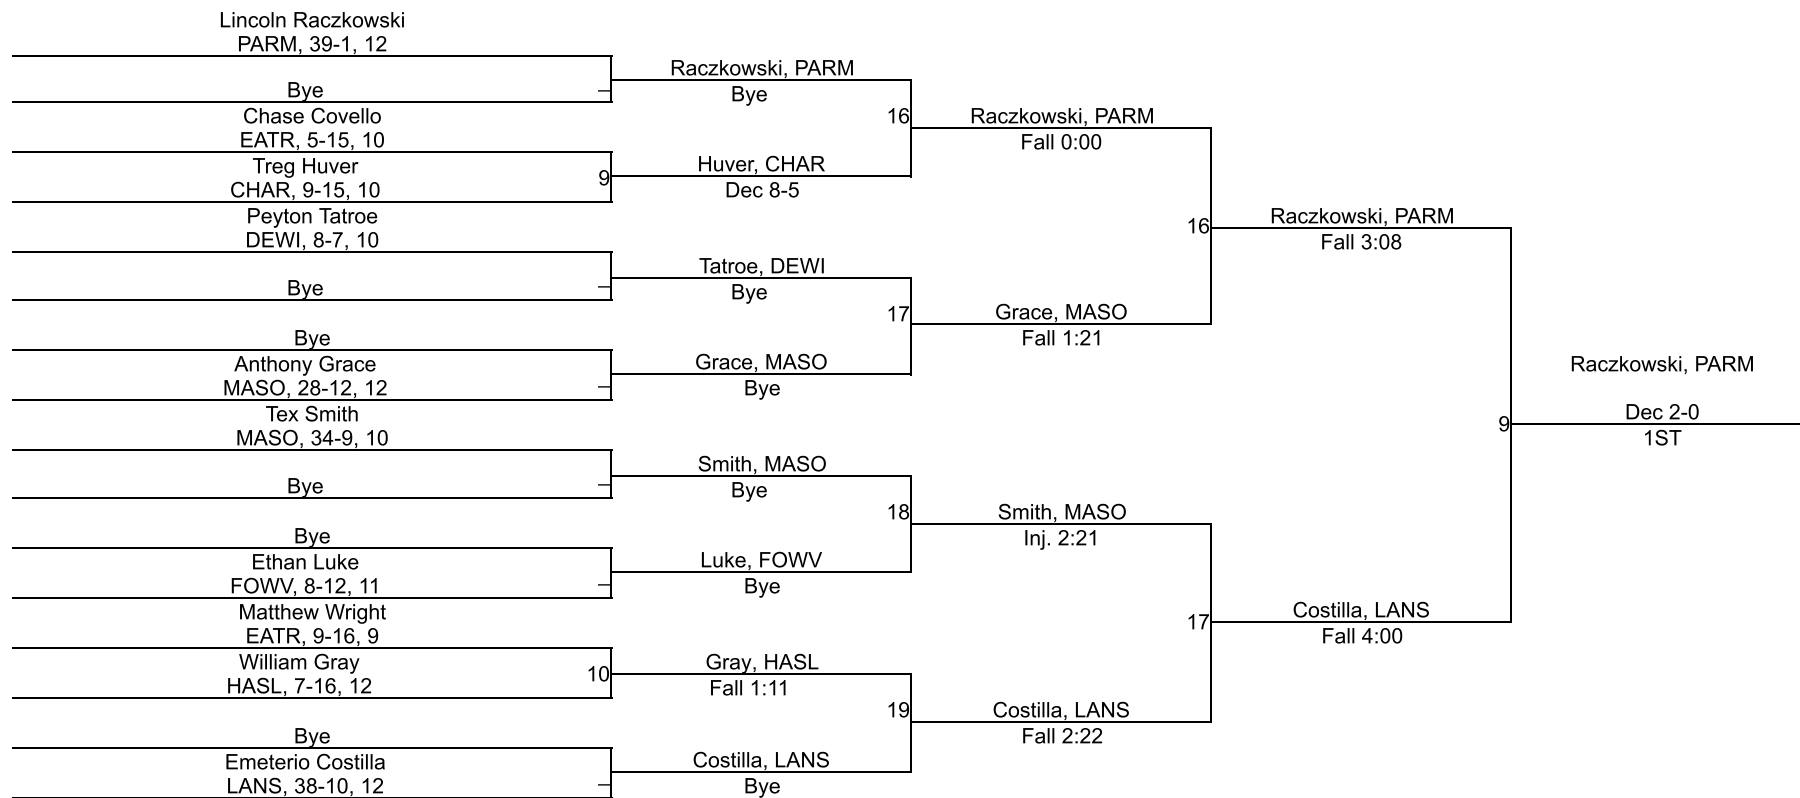 Lincoln Raczkowski
PARM, 39-1, 12
Bye
Chase Covello
EATR, 5-15, 10
Treg Huver
CHAR, 9-15, 10
9
Peyton Tatroe
DEWI, 8-7, 10
Bye
Bye
Anthony Grace
MASO, 28-12, 12
Tex Smith
MASO, 34-9, 10
Bye
Bye
Ethan Luke
FOWV, 8-12, 11
Matthew Wright
EATR, 9-16, 9
William Gray
HASL, 7-16, 12
10
Bye
Emeterio Costilla
LANS, 38-10, 12
Raczkowski, PARM
Bye
16
Huver, CHAR
Dec 8-5
Tatroe, DEWI
Bye
17
Grace, MASO
Bye
Smith, MASO
Bye
18
Luke, FOWV
Bye
Gray, HASL
Fall 1:11
19
Costilla, LANS
Bye
Raczkowski, PARM
Fall 0:00
16
Grace, MASO
Fall 1:21
Smith, MASO
Inj. 2:21
17
Costilla, LANS
Fall 2:22
Raczkowski, PARM
Fall 3:08
9
Costilla, LANS
Fall 4:00
Raczkowski, PARM
Dec 2-0
1ST